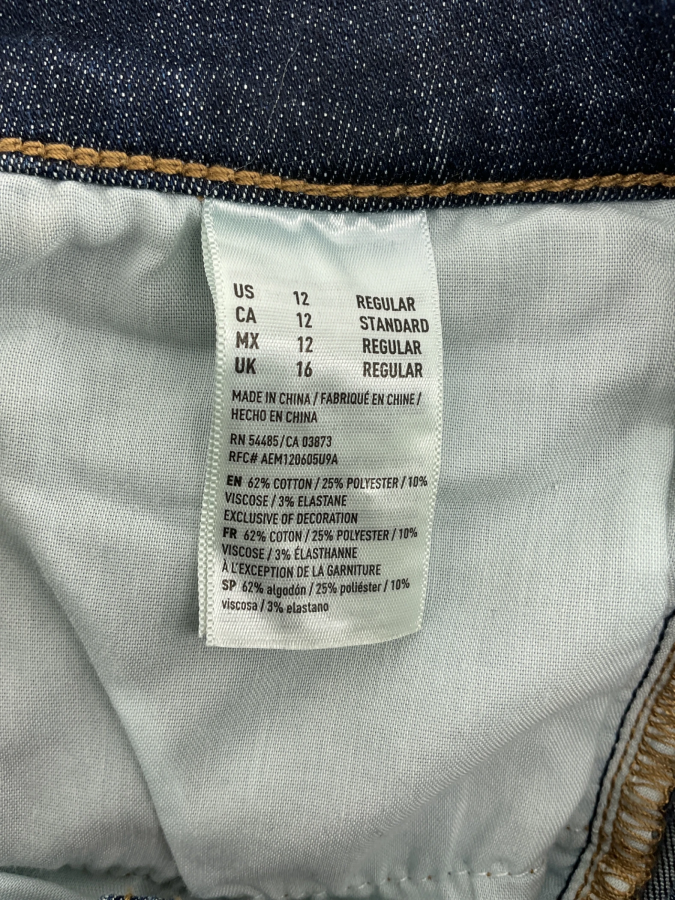 US 12 REGULAR
CA 12 STANDARD
MX 12 REGULAR
UK 16 REGULAR
MADE IN CHINA / FABRIQUÉ EN CHINE /
HECHO EN CHINA
RN 54485/CA 03873
RFC# AEM120605U9A
EN 62% COTTON / 25% POLYESTER / 10%
VISCOSE / 3% ELASTANE
EXCLUSIVE OF DECORATION
FR 62% COTON / 25% POLYESTER / 10%
VISCOSE / 3% ÉLASTHANNE
À L'EXCEPTION DE LA GARNITURE
SP 62% algodón / 25% poliéster / 10%
viscosa / 3% elastano